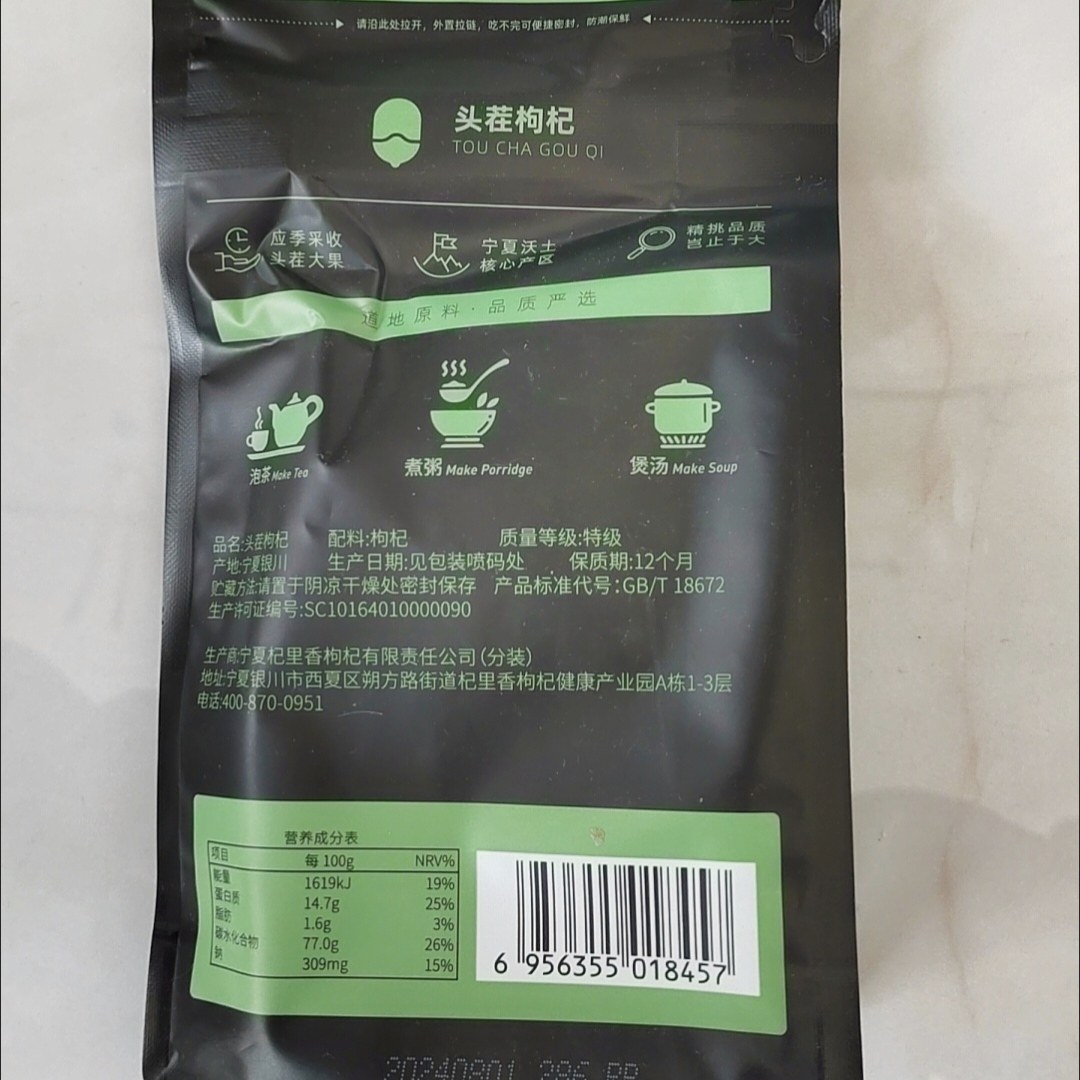 请沿此处拉开，外置拉链，吃不完可便捷密封，防潮保鲜
头茬枸杞
TOU CHA GOU QI
应季采收
头茬大果
宁夏沃土
核心产区
精挑品质
岂止于大
道地原料·品质严选
泡茶 Make Tea
煮粥 Make Porridge
煲汤 Make Soup
品名:头茬枸杞 配料:枸杞 质量等级:特级
产地:宁夏银川 生产日期:见包装喷码处 保质期:12个月
贮藏方法:请置于阴凉干燥处密封保存 产品标准代号:GB/T 18672
生产许可证编号:SC10164010000090
生产商:宁夏杞里香枸杞有限责任公司(分装)
地址:宁夏银川市西夏区朔方路街道杞里香枸杞健康产业园A栋1-3层
电话:400-870-0951
营养成分表
项目 每 100g NRV%
能量 1619kJ 19%
蛋白质 14.7g 25%
脂肪 1.6g 3%
碳水化合物 77.0g 26%
钠 309mg 15%
6 956355 018457
20240801